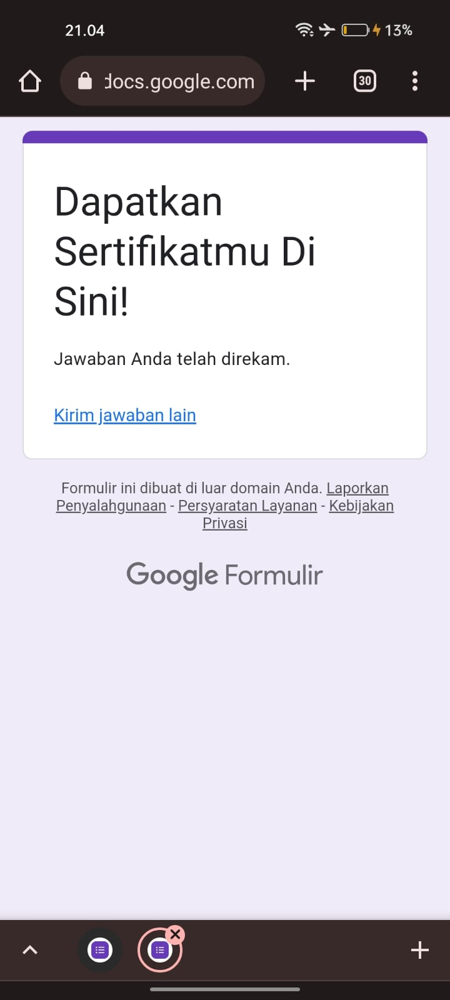 21.04
13%
docs.google.com
30
Dapatkan
Sertifikatmu Di
Sini!
Jawaban Anda telah direkam.
Kirim jawaban lain
Formulir ini dibuat di luar domain Anda. Laporkan
Penyalahgunaan - Persyaratan Layanan - Kebijakan
Privasi
Google Formulir